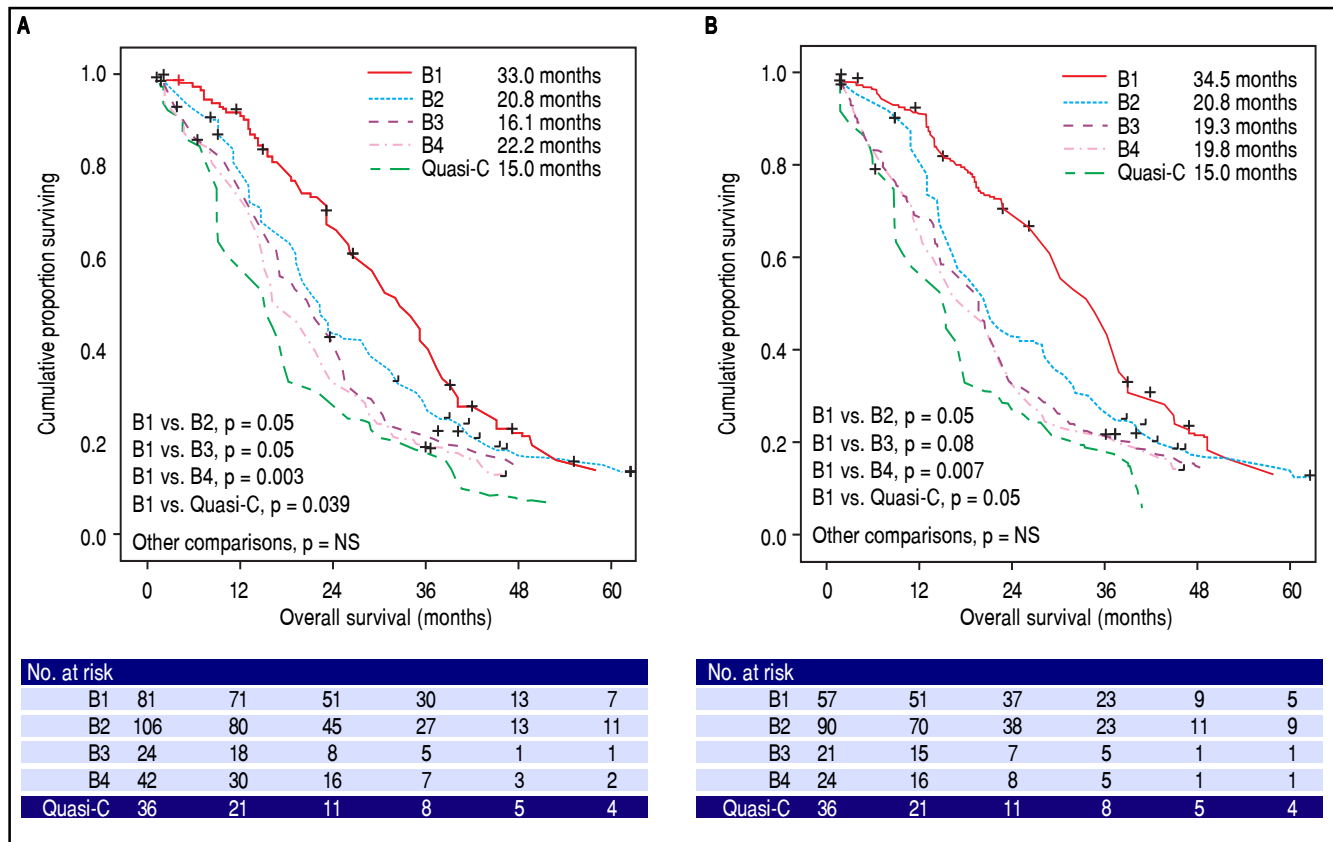 A
Cumulative proportion surviving
1.0
0.8
0.6
0.4
0.2
0.0
B1 33.0 months
B2 20.8 months
B3 16.1 months
B4 22.2 months
Quasi-C 15.0 months
B1 vs. B2, p = 0.05
B1 vs. B3, p = 0.05
B1 vs. B4, p = 0.003
B1 vs. Quasi-C, p = 0.039
Other comparisons, p = NS
0 12 24 36 48 60
Overall survival (months)
No. at risk
B1 81 71 51 30 13 7
B2 106 80 45 27 13 11
B3 24 18 8 5 1 1
B4 42 30 16 7 3 2
Quasi-C 36 21 11 8 5 4
B
Cumulative proportion surviving
1.0
0.8
0.6
0.4
0.2
0.0
B1 34.5 months
B2 20.8 months
B3 19.3 months
B4 19.8 months
Quasi-C 15.0 months
B1 vs. B2, p = 0.05
B1 vs. B3, p = 0.08
B1 vs. B4, p = 0.007
B1 vs. Quasi-C, p = 0.05
Other comparisons, p = NS
0 12 24 36 48 60
Overall survival (months)
No. at risk
B1 57 51 37 23 9 5
B2 90 70 38 23 11 9
B3 21 15 7 5 1 1
B4 24 16 8 5 1 1
Quasi-C 36 21 11 8 5 4